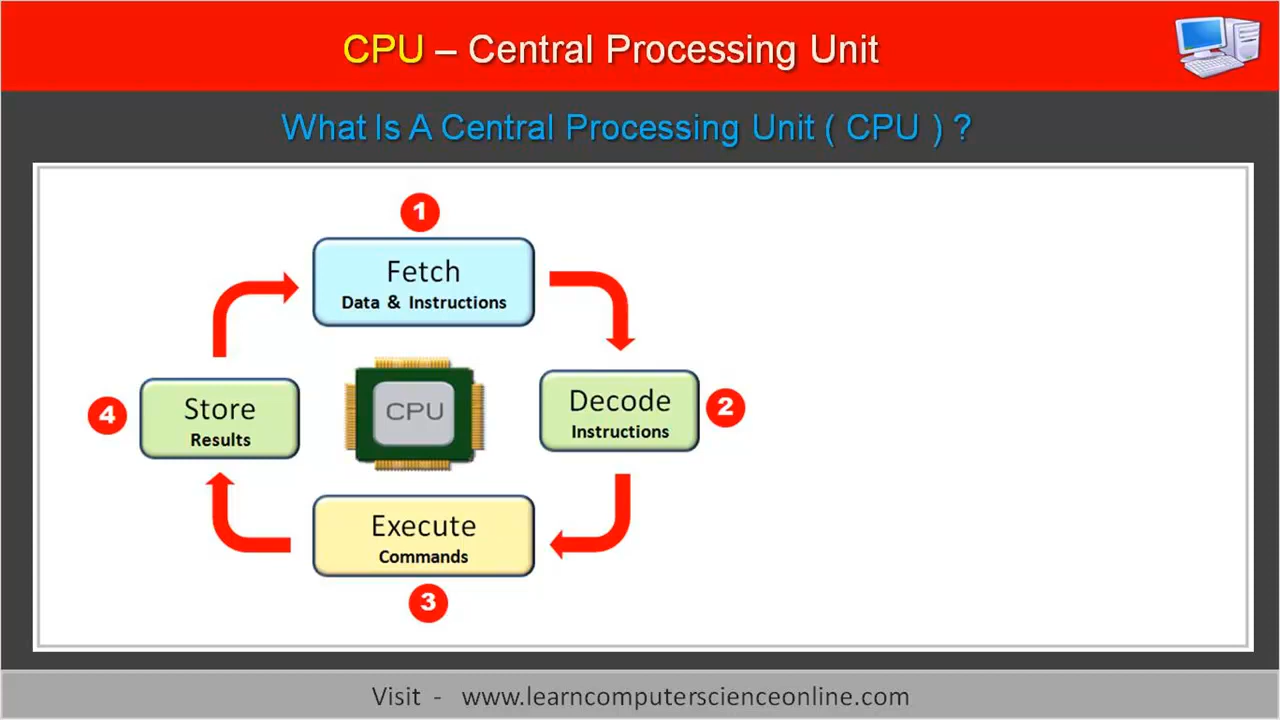 CPU – Central Processing Unit
What Is A Central Processing Unit ( CPU ) ?
1
Fetch
Data & Instructions
Decode
Instructions
2
CPU
4
Store
Results
Execute
Commands
3
Visit - www.learncomputerscienceonline.com